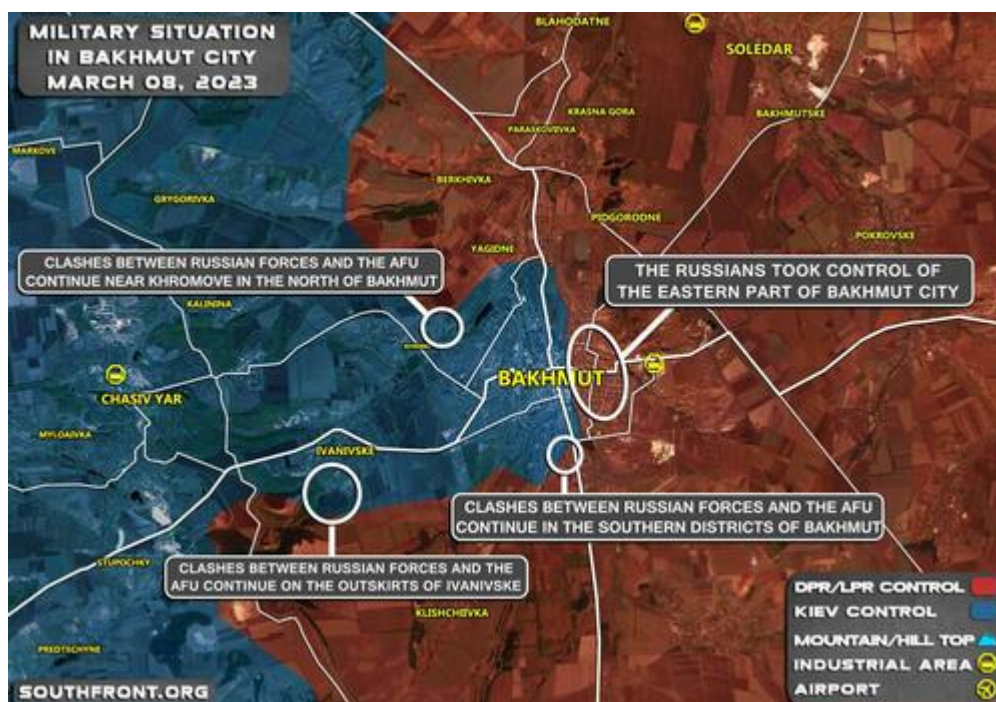 MILITARY SITUATION
IN BAKHMUT CITY
MARCH 08, 2023
BLAHODATNE
SOLEDAR
KRASNA GORA
BAKHMUTSKE
PARASKOVIIVKA
MARKOVE
BERKHIVKA
GRYGORIVKA
PIDGORODNE
POKROVSKE
YAGIDNE
CLASHES BETWEEN RUSSIAN FORCES AND THE AFU
CONTINUE NEAR KHROMOVE IN THE NORTH OF BAKHMUT
THE RUSSIANS TOOK CONTROL OF
THE EASTERN PART OF BAKHMUT CITY
KALININA
BAKHMUT
CHASIV YAR
IVANIVSKE
CLASHES BETWEEN RUSSIAN FORCES AND THE AFU
CONTINUE IN THE SOUTHERN DISTRICTS OF BAKHMUT
STUPOCHKY
CLASHES BETWEEN RUSSIAN FORCES AND THE
AFU CONTINUE ON THE OUTSKIRTS OF IVANIVSKE
KLISHCHIIVKA
PREDTSCHYNE
DPR/LPR CONTROL
KIEV CONTROL
MOUNTAIN/HILL TOP
INDUSTRIAL AREA
AIRPORT
SOUTHFRONT.ORG